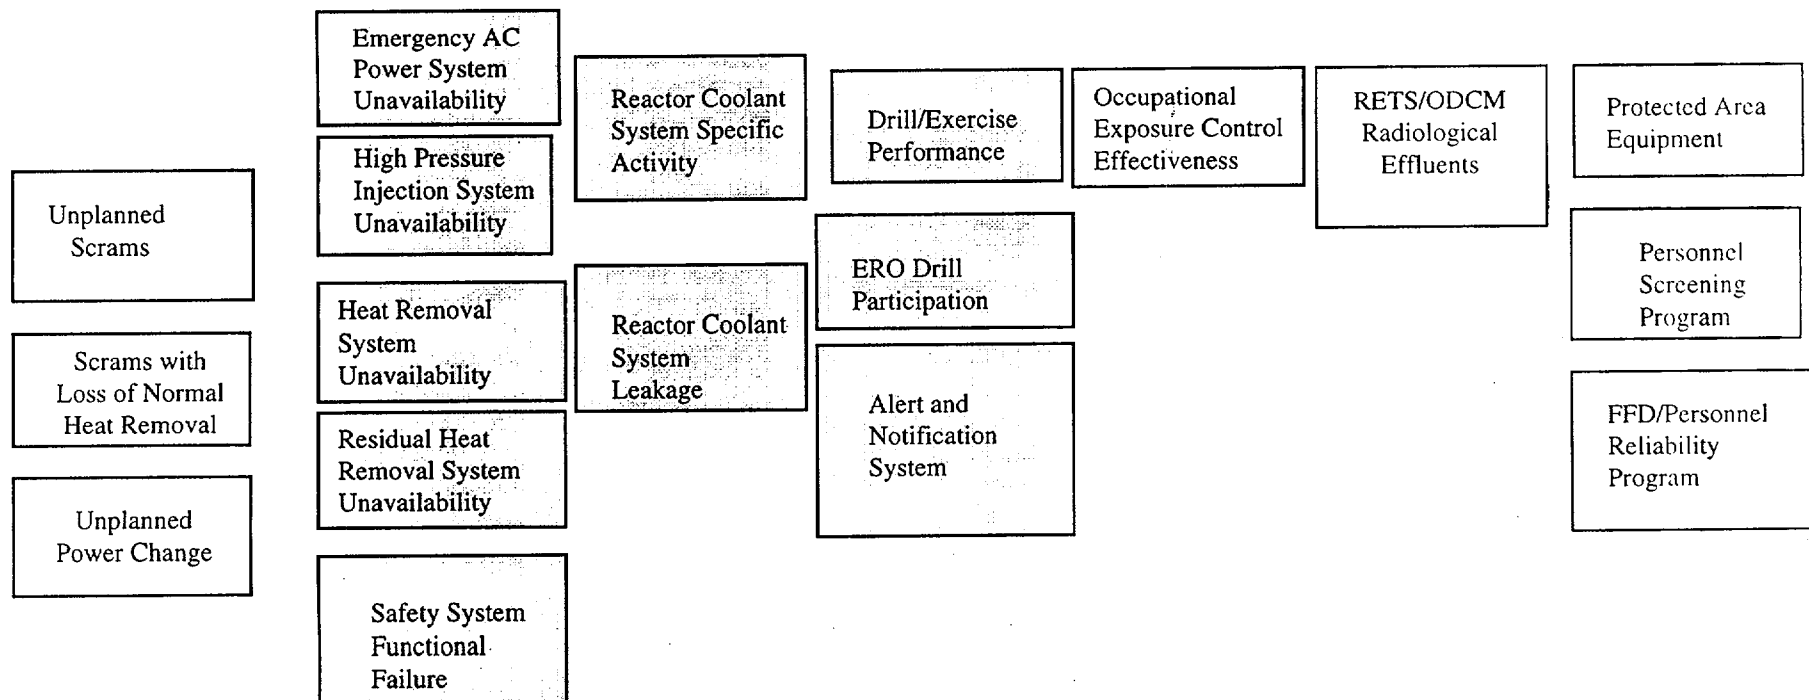 Unplanned
Scrams
Scrams with
Loss of Normal
Heat Removal
Unplanned
Power Change
Emergency AC
Power System
Unavailability
High Pressure
Injection System
Unavailability
Heat Removal
System
Unavailability
Residual Heat
Removal System
Unavailability
Safety System
Functional
Failure
Reactor Coolant
System Specific
Activity
Reactor Coolant
System
Leakage
Drill/Exercise
Performance
ERO Drill
Participation
Alert and
Notification
System
Occupational
Exposure Control
Effectiveness
RETS/ODCM
Radiological
Effluents
Protected Area
Equipment
Personnel
Screening
Program
FFD/Personnel
Reliability
Program